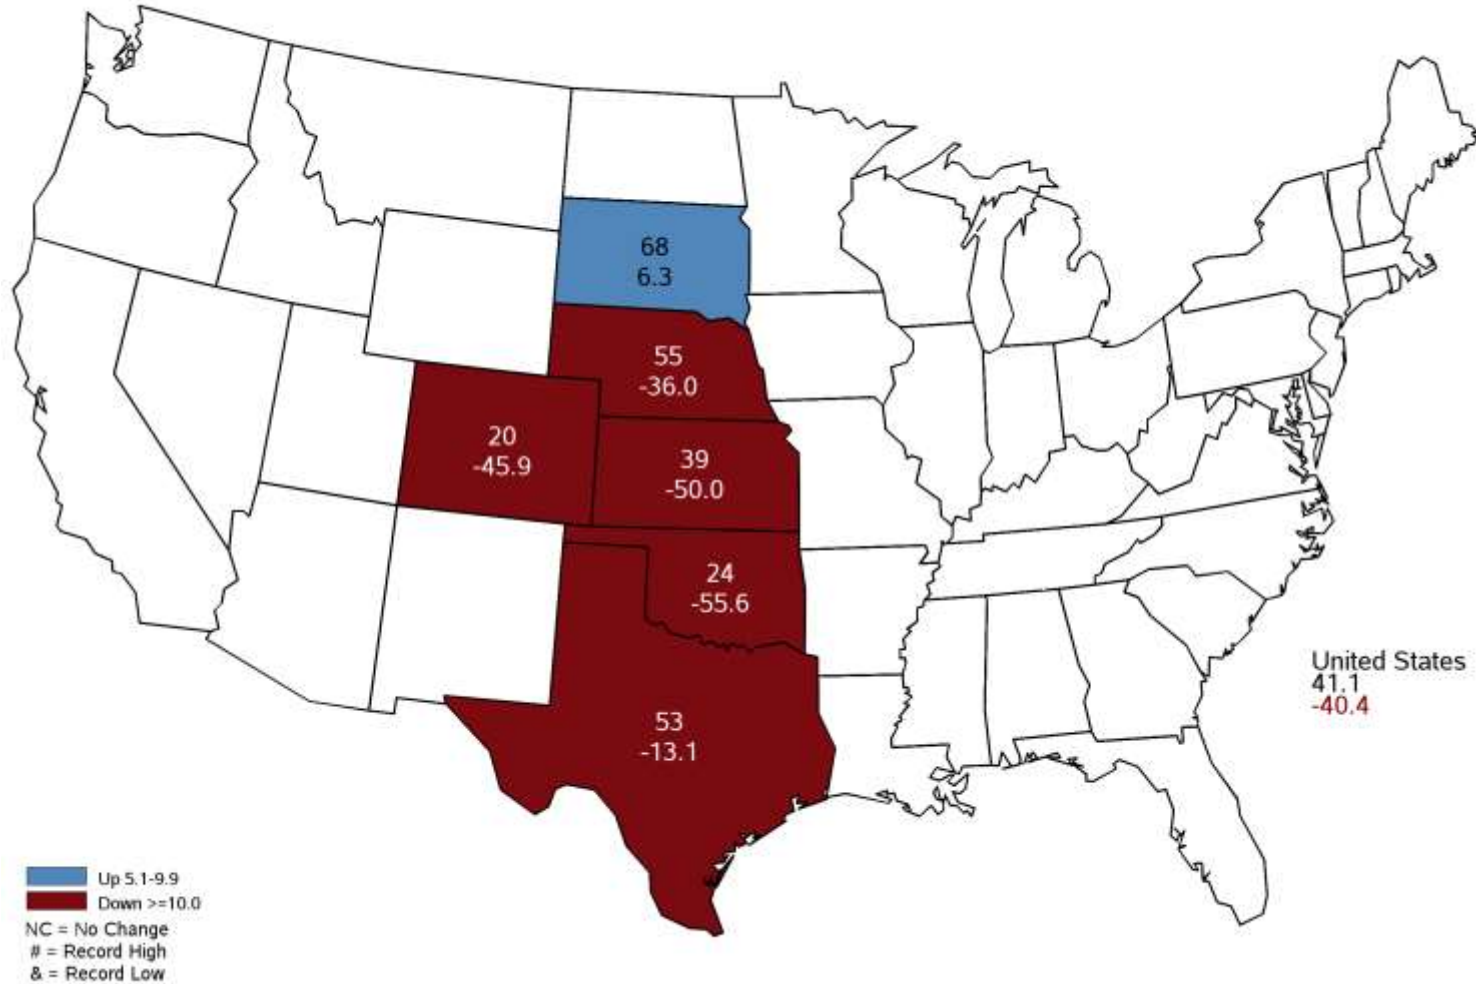 68
6.3
55
-36.0
20
-45.9
39
-50.0
24
-55.6
United States
41.1
-40.4
53
-13.1
Up 5.1-9.9
Down >=10.0
NC = No Change
# = Record High
& = Record Low